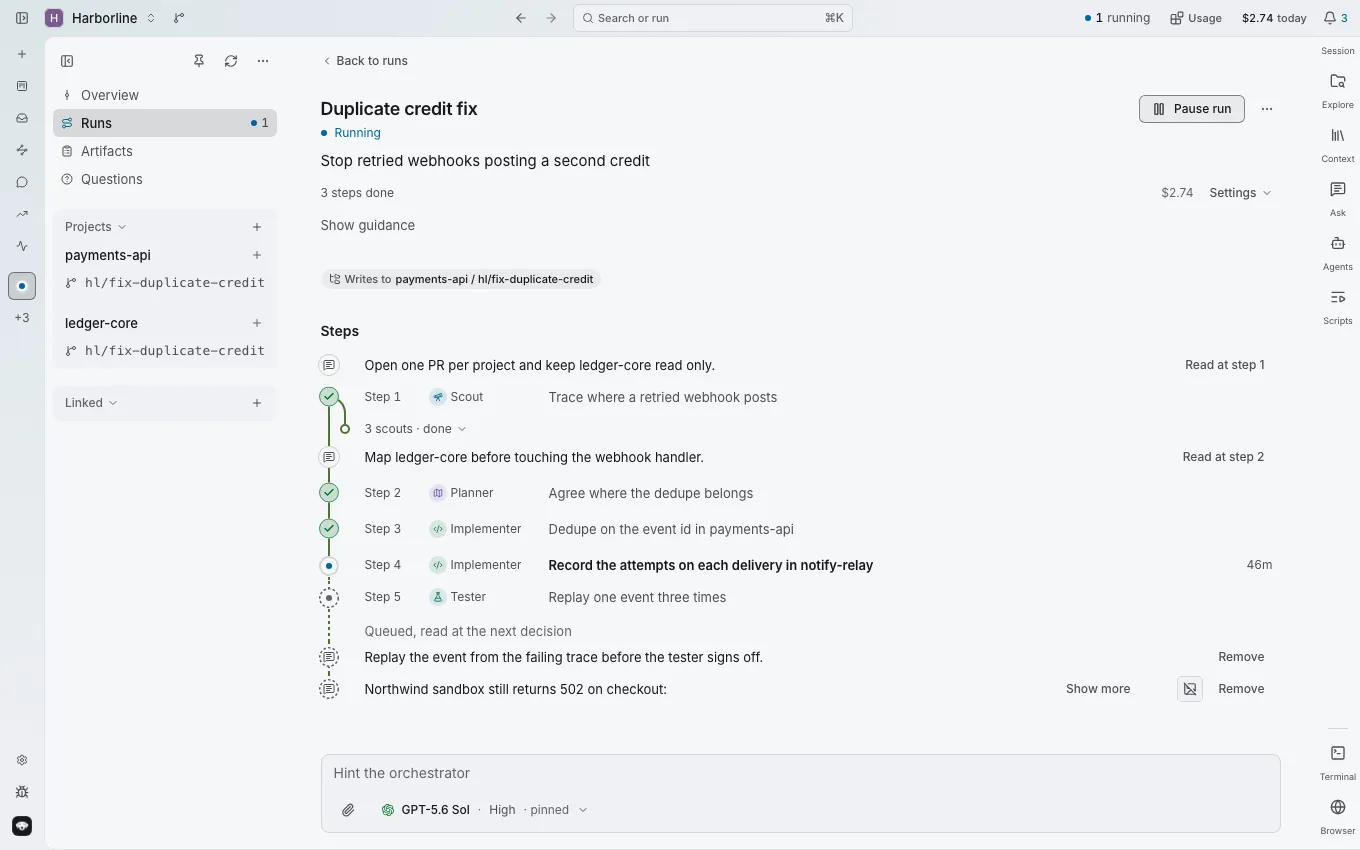 H Harborline
Search or run ⌘K
1 running
Usage
$2.74 today
3
Overview
Runs 1
Artifacts
Questions
Projects
payments-api
hl/fix-duplicate-credit
ledger-core
hl/fix-duplicate-credit
Linked
+3
Back to runs
Duplicate credit fix
Pause run
Running
Stop retried webhooks posting a second credit
3 steps done
$2.74 Settings
Show guidance
Writes to payments-api / hl/fix-duplicate-credit
Steps
Open one PR per project and keep ledger-core read only. Read at step 1
Step 1 Scout Trace where a retried webhook posts
3 scouts · done
Map ledger-core before touching the webhook handler. Read at step 2
Step 2 Planner Agree where the dedupe belongs
Step 3 Implementer Dedupe on the event id in payments-api
Step 4 Implementer Record the attempts on each delivery in notify-relay 46m
Step 5 Tester Replay one event three times
Queued, read at the next decision
Replay the event from the failing trace before the tester signs off. Remove
Northwind sandbox still returns 502 on checkout: Show more Remove
Hint the orchestrator
GPT-5.6 Sol · High · pinned
Session
Explore
Context
Ask
Agents
Scripts
Terminal
Browser